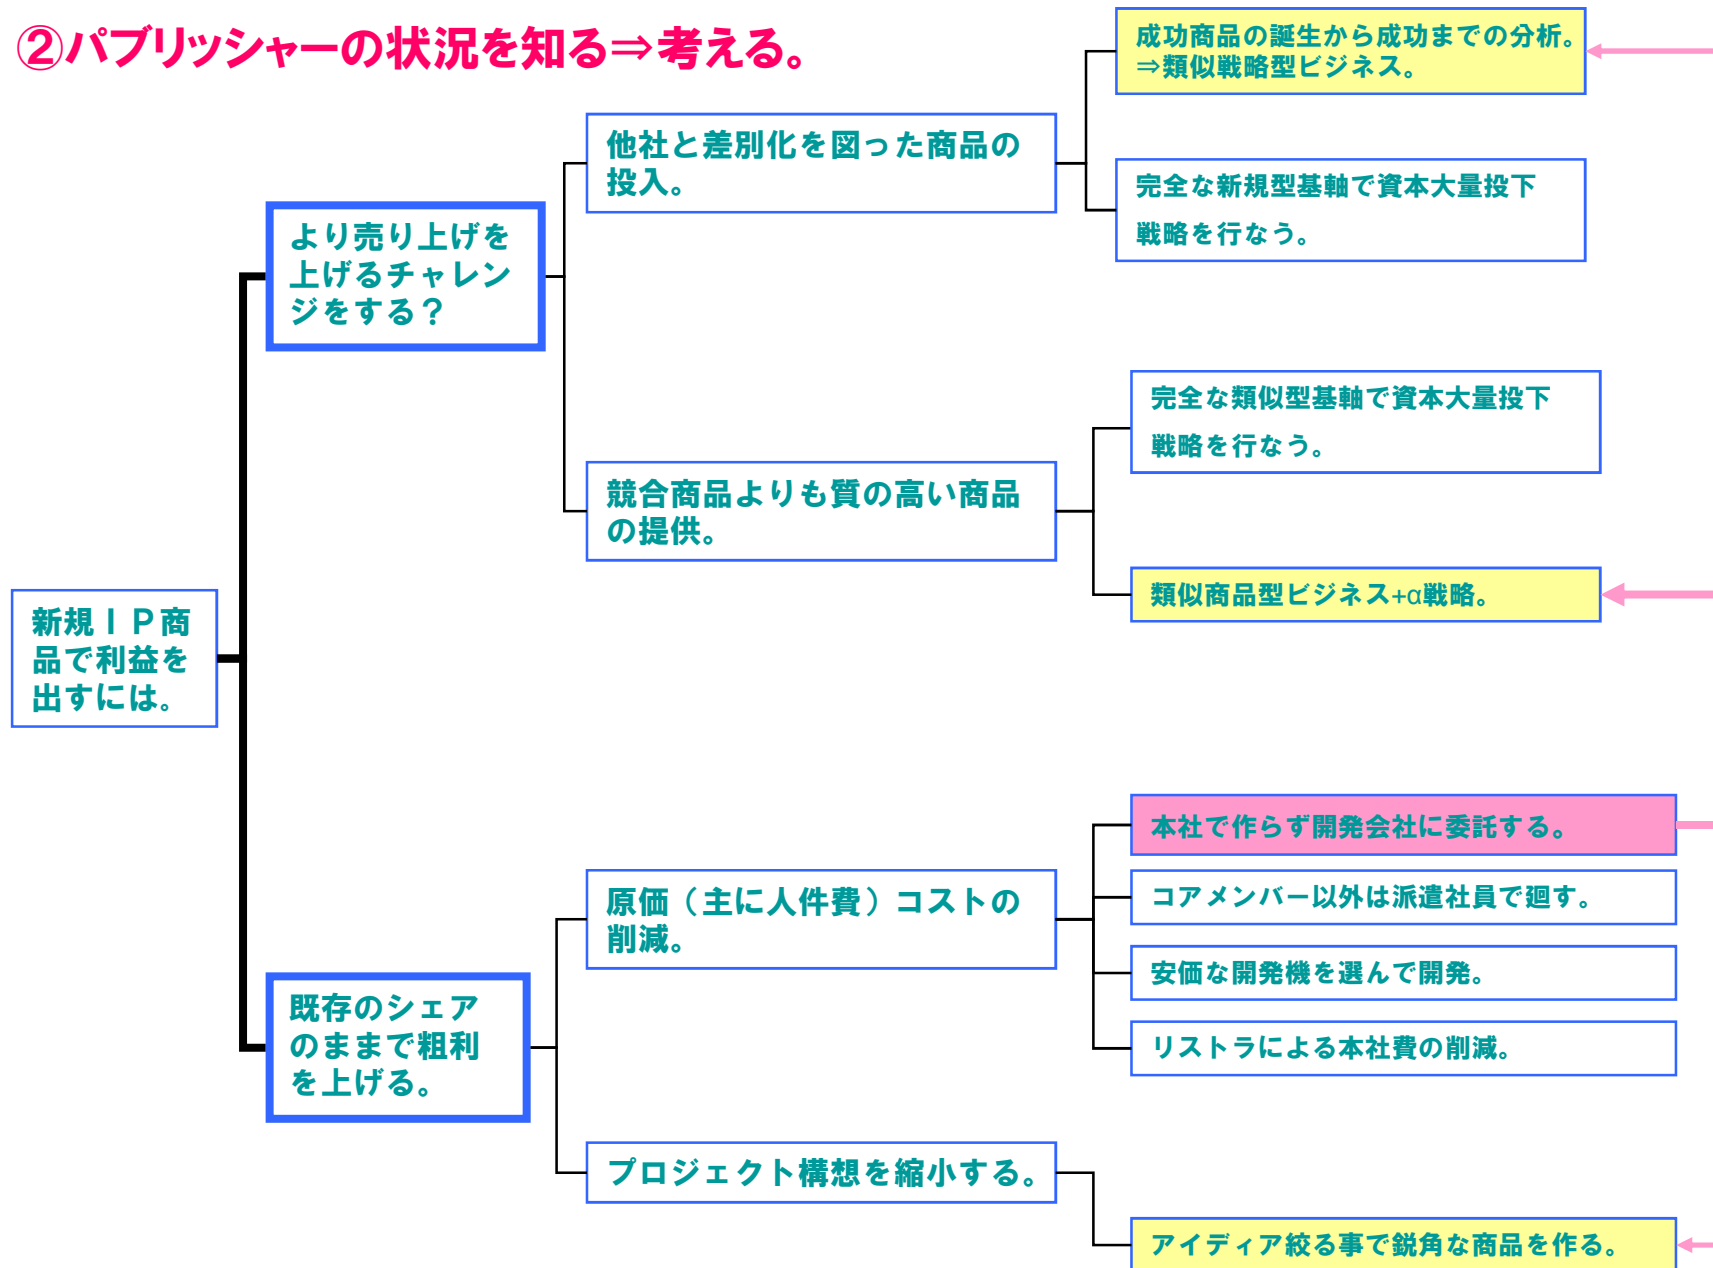 ②パブリッシャーの状況を知る⇒考える。
成功商品の誕生から成功までの分析。
⇒類似戦略型ビジネス。
他社と差別化を図った商品の
投入。
完全な新規型基軸で資本大量投下
戦略を行なう。
より売り上げを
上げるチャレン
ジをする？
完全な類似型基軸で資本大量投下
戦略を行なう。
競合商品よりも質の高い商品
の提供。
類似商品型ビジネス+α戦略。
新規ＩＰ商
品で利益を
出すには。
本社で作らず開発会社に委託する。
原価（主に人件費）コストの
削減。
コアメンバー以外は派遣社員で廻す。
安価な開発機を選んで開発。
既存のシェア
のままで粗利
を上げる。
リストラによる本社費の削減。
プロジェクト構想を縮小する。
アイディア絞る事で鋭角な商品を作る。